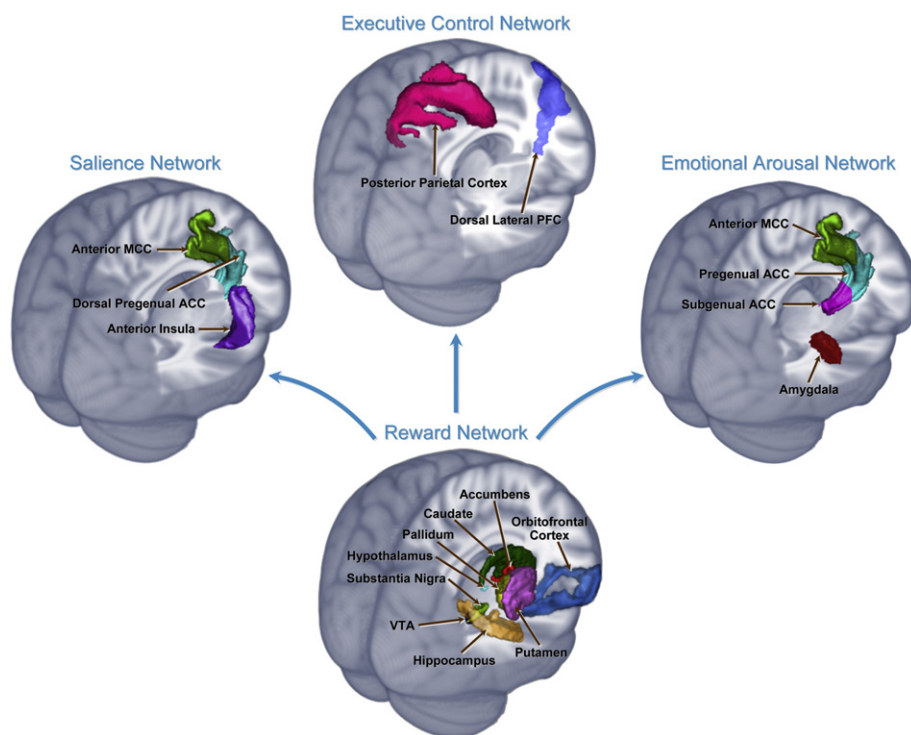 Executive Control Network
Posterior Parietal Cortex
Dorsal Lateral PFC
Salience Network
Anterior MCC
Dorsal Pregenual ACC
Anterior Insula
Emotional Arousal Network
Anterior MCC
Pregenual ACC
Subgenual ACC
Amygdala
Reward Network
Accumbens
Caudate
Orbitofrontal
Cortex
Pallidum
Hypothalamus
Substantia Nigra
VTA
Hippocampus
Putamen